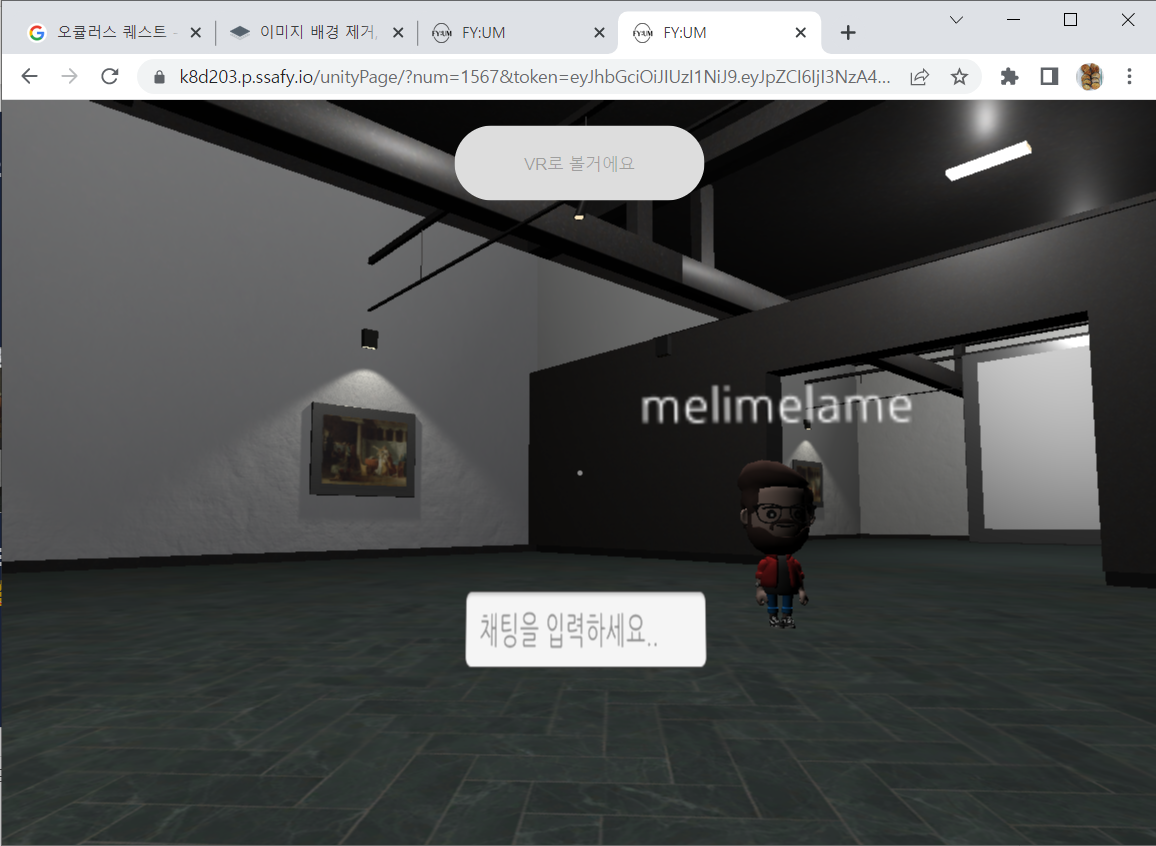 오큘러스 퀘스트 -
이미지 배경 제거,
FY:UM
FY:UM
k8d203.p.ssafy.io/unityPage/?num=1567&token=eyJhbGciOiJIUzI1NiJ9.eyJpZCI6IjI3NzA4...
VR로 볼거에요
melimelame
채팅을 입력하세요..